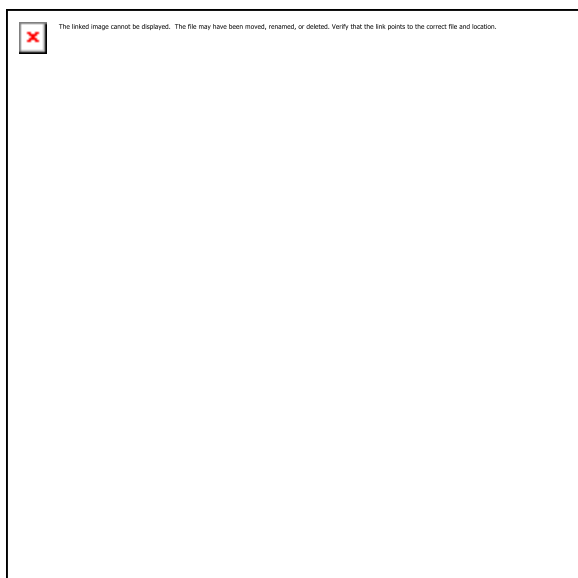 The linked image cannot be displayed.  The file may have been moved, renamed, or deleted. Verify that the link points to the correct file and location.